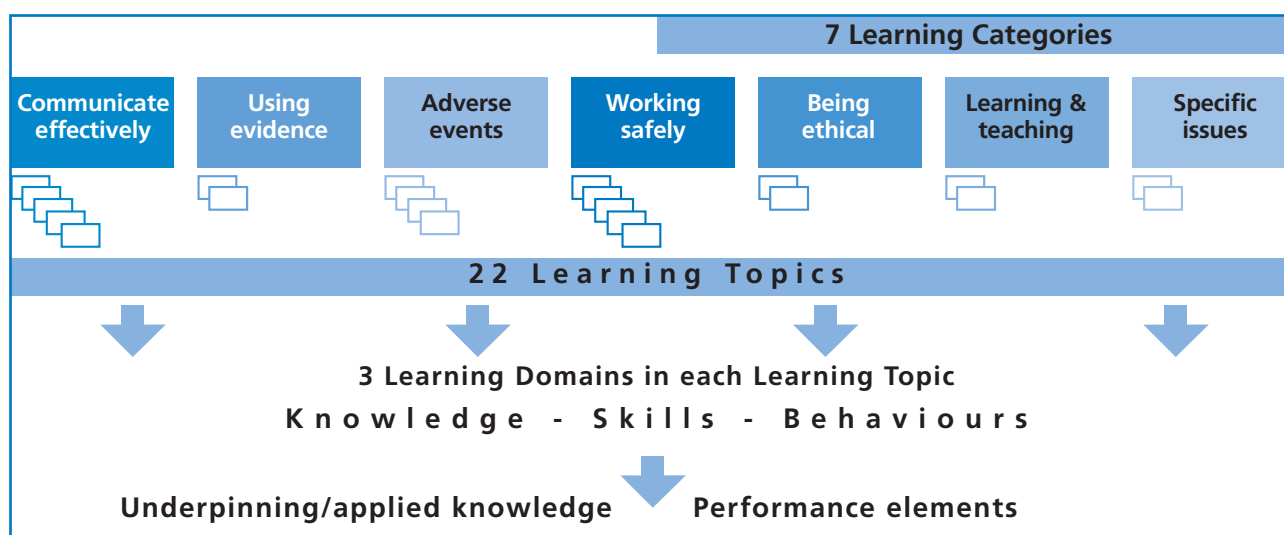 7 Learning Categories
Communicate
effectively
Using
evidence
Adverse
events
Working
safely
Being
ethical
Learning &
teaching
Specific
issues
22 Learning Topics
3 Learning Domains in each Learning Topic
Knowledge - Skills - Behaviours
Underpinning/applied knowledge
Performance elements